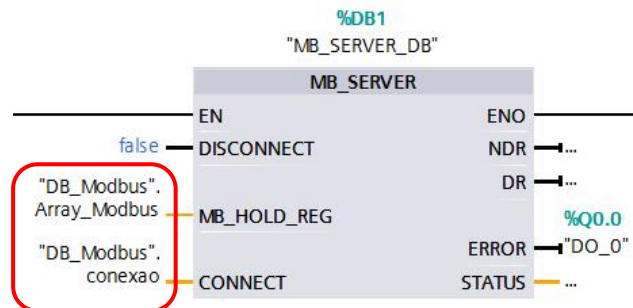 %DB1
"MB_SERVER_DB"
MB_SERVER
EN ENO
false DISCONNECT NDR ...
"DB_Modbus".
Array_Modbus MB_HOLD_REG DR ...
%Q0.0
"DB_Modbus". ERROR "DO_0"
conexao CONNECT STATUS ...